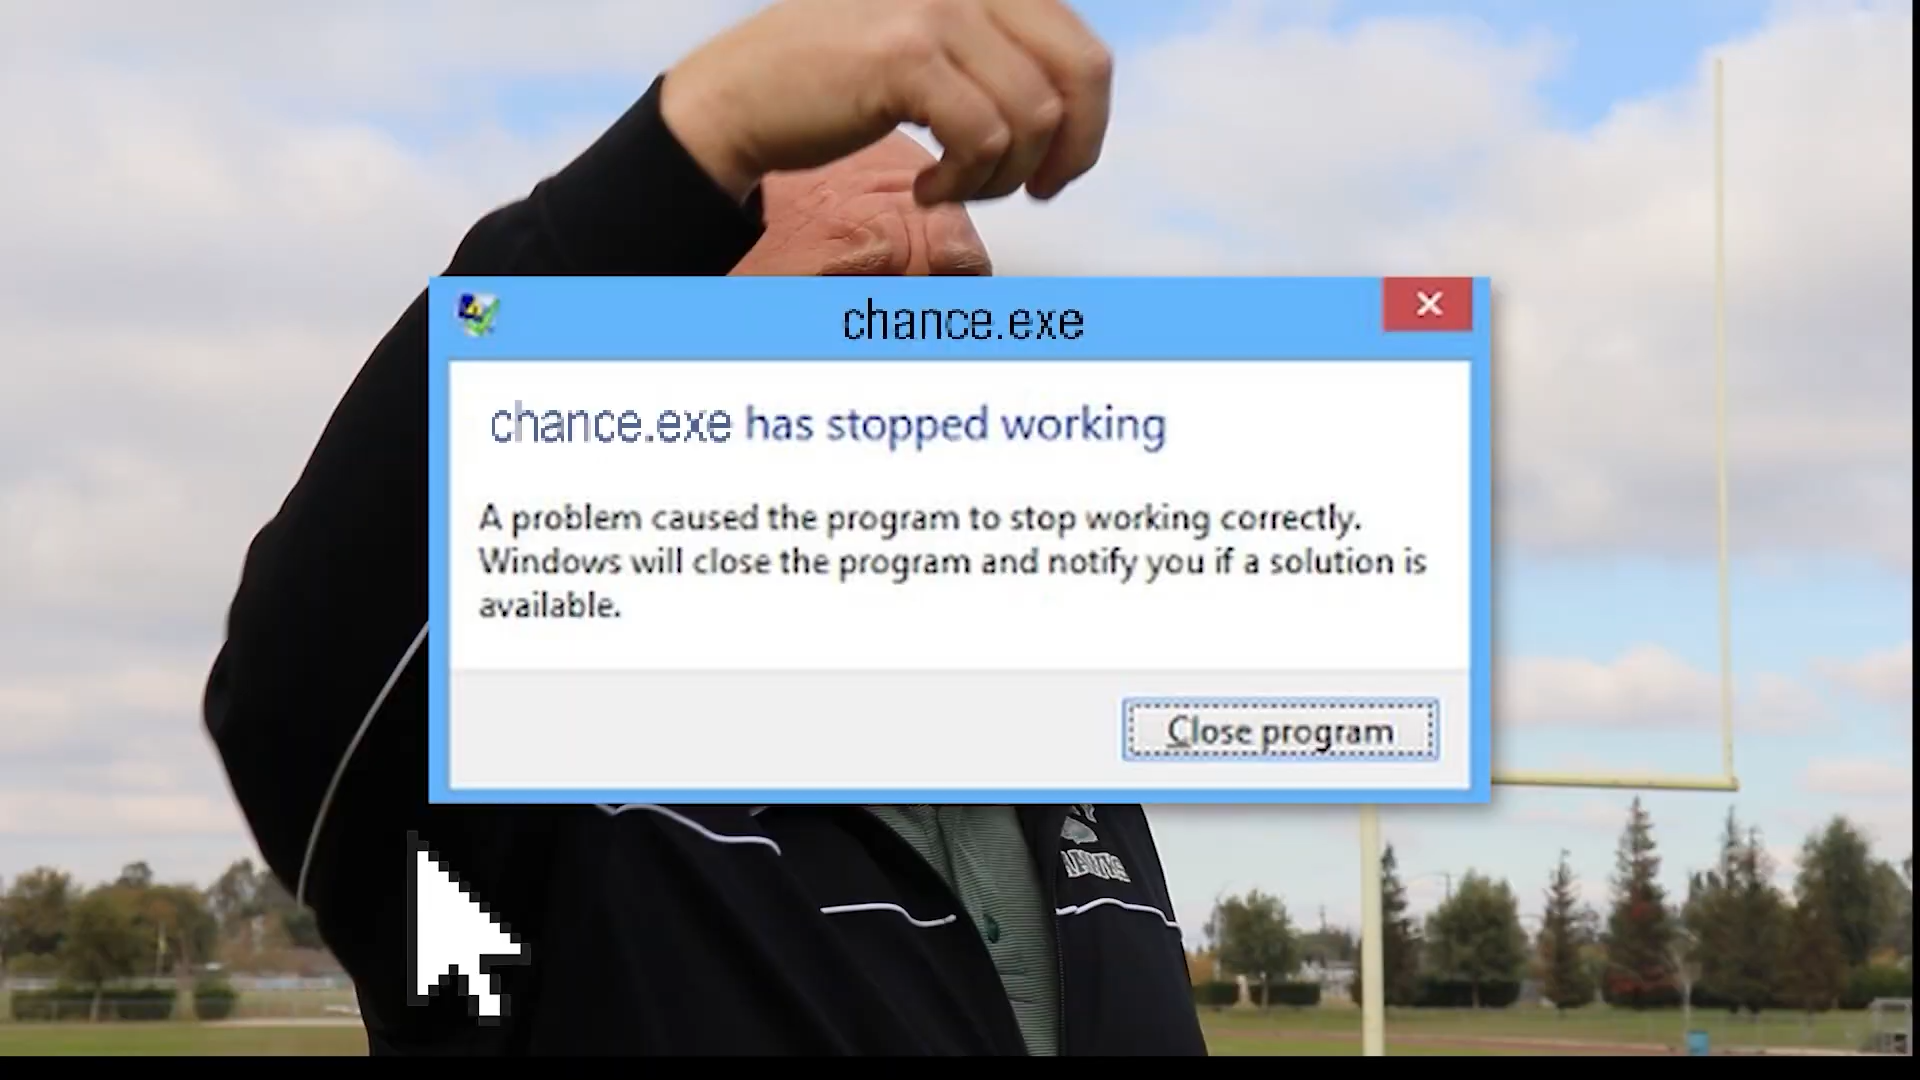 chance.exe
chance.exe has stopped working
A problem caused the program to stop working correctly.
Windows will close the program and notify you if a solution is
available.
Close program